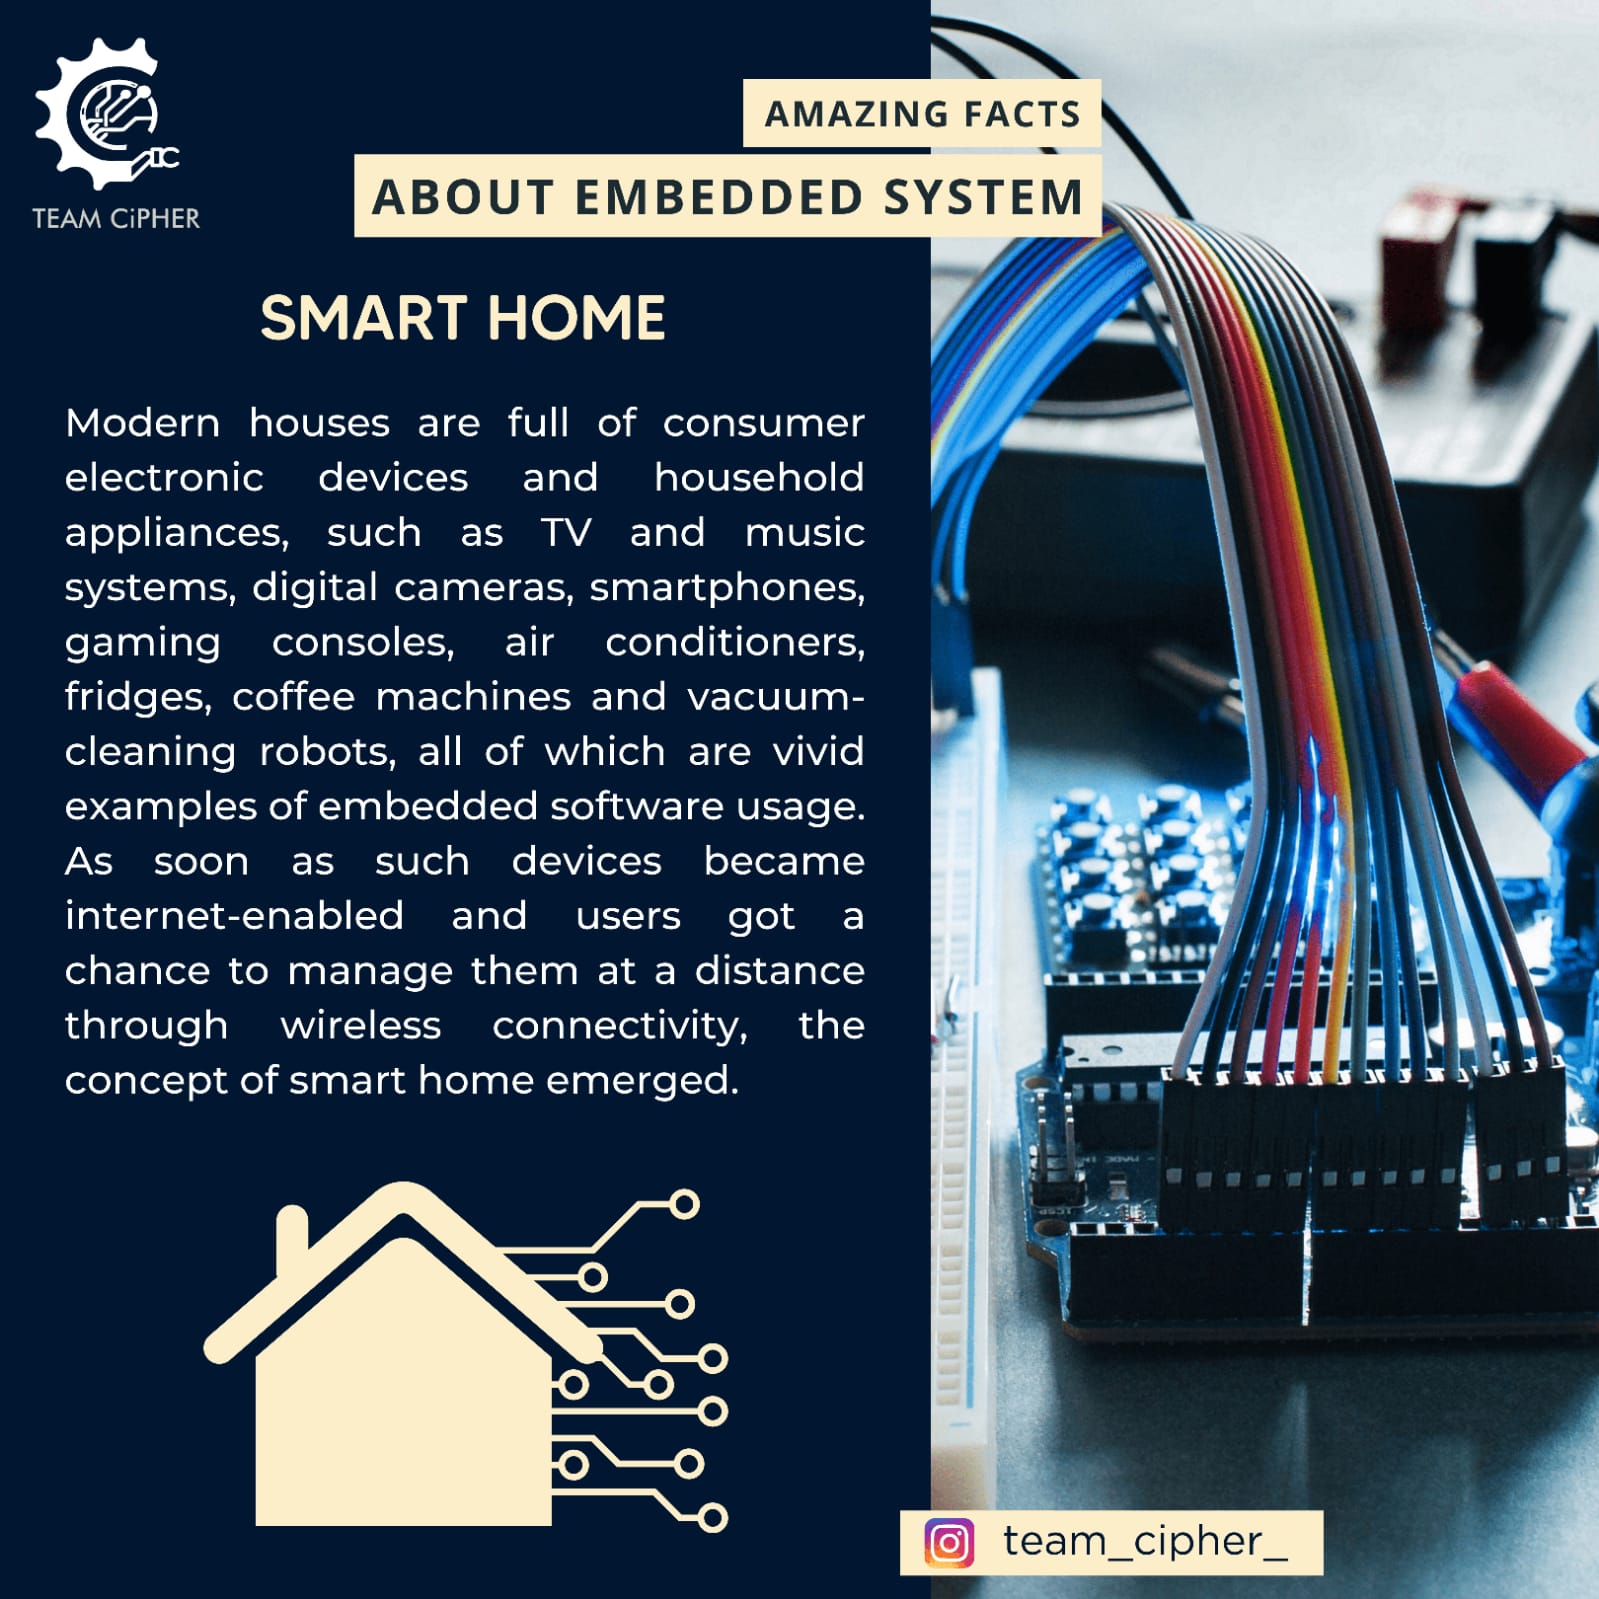 TEAM CiPHER
AMAZING FACTS
ABOUT EMBEDDED SYSTEM
SMART HOME
Modern houses are full of consumer
electronic devices and household
appliances, such as TV and music
systems, digital cameras, smartphones,
gaming consoles, air conditioners,
fridges, coffee machines and vacuum-
cleaning robots, all of which are vivid
examples of embedded software usage.
As soon as such devices became
internet-enabled and users got a
chance to manage them at a distance
through wireless connectivity, the
concept of smart home emerged.
ICSP
team_cipher_